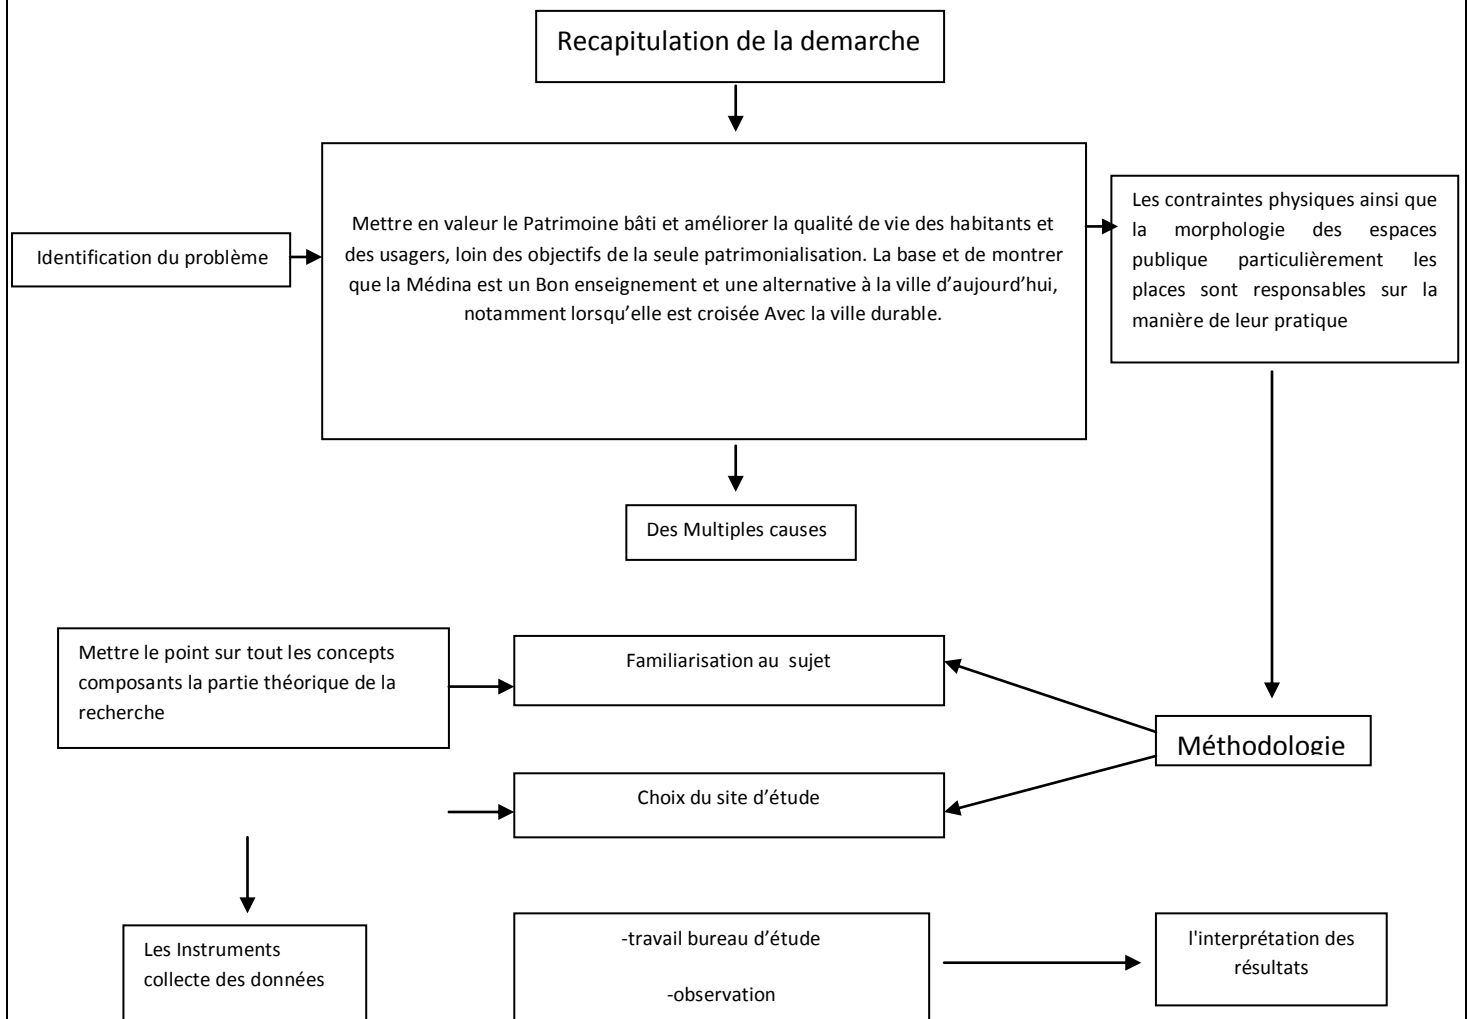 Recapitulation de la demarche
Identification du problème
Mettre en valeur le Patrimoine bâti et améliorer la qualité de vie des habitants et
des usagers, loin des objectifs de la seule patrimonialisation. La base et de montrer
que la Médina est un Bon enseignement et une alternative à la ville d’aujourd’hui,
notamment lorsqu’elle est croisée Avec la ville durable.
Les contraintes physiques ainsi que
la morphologie des espaces
publique particulièrement les
places sont responsables sur la
manière de leur pratique
Des Multiples causes
Mettre le point sur tout les concepts
composants la partie théorique de la
recherche
Familiarisation au sujet
Méthodologie
Choix du site d’étude
Les Instruments
collecte des données
-travail bureau d’étude
-observation
l'interprétation des
résultats